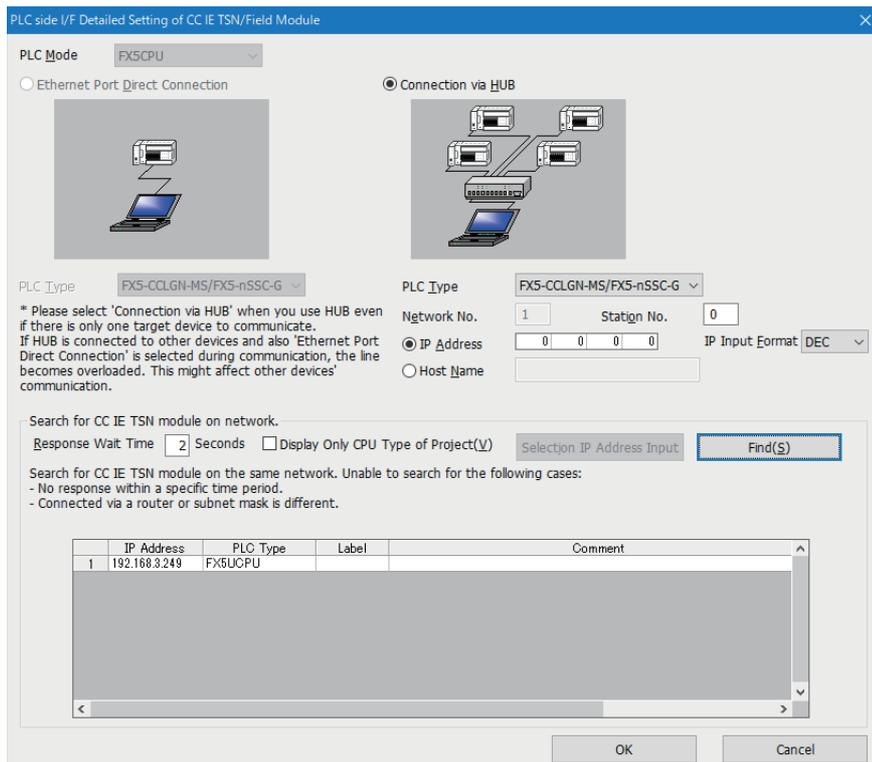 PLC side I/F Detailed Setting of CC IE TSN/Field Module
PLC Mode FX5CPU
Ethernet Port Direct Connection
Connection via HUB
PLC Type FX5-CCLGN-MS/FX5-nSSC-G
* Please select 'Connection via HUB' when you use HUB even
if there is only one target device to communicate.
If HUB is connected to other devices and also 'Ethernet Port
Direct Connection' is selected during communication, the line
becomes overloaded. This might affect other devices'
communication.
PLC Type FX5-CCLGN-MS/FX5-nSSC-G
Network No. 1 Station No. 0
IP Address 0 0 0 0 IP Input Format DEC
Host Name
Search for CC IE TSN module on network.
Response Wait Time 2 Seconds Display Only CPU Type of Project(V) Selection IP Address Input Find(S)
Search for CC IE TSN module on the same network. Unable to search for the following cases:
- No response within a specific time period.
- Connected via a router or subnet mask is different.
IP Address PLC Type Label Comment
1 192.168.3.249 FX5UCPU
OK Cancel